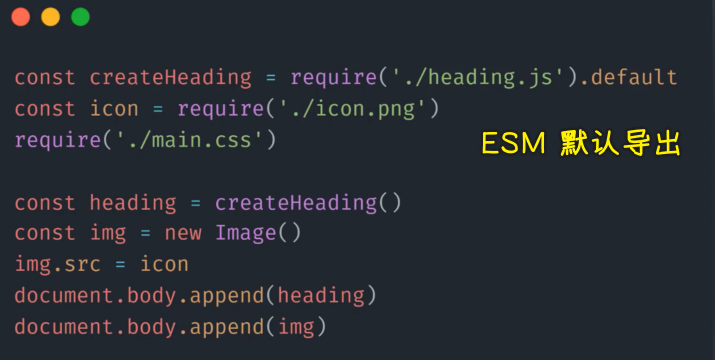 const createHeading = require('./heading.js').default
const icon = require('./icon.png')
require('./main.css')
ESM 默认导出
const heading = createHeading()
const img = new Image()
img.src = icon
document.body.append(heading)
document.body.append(img)